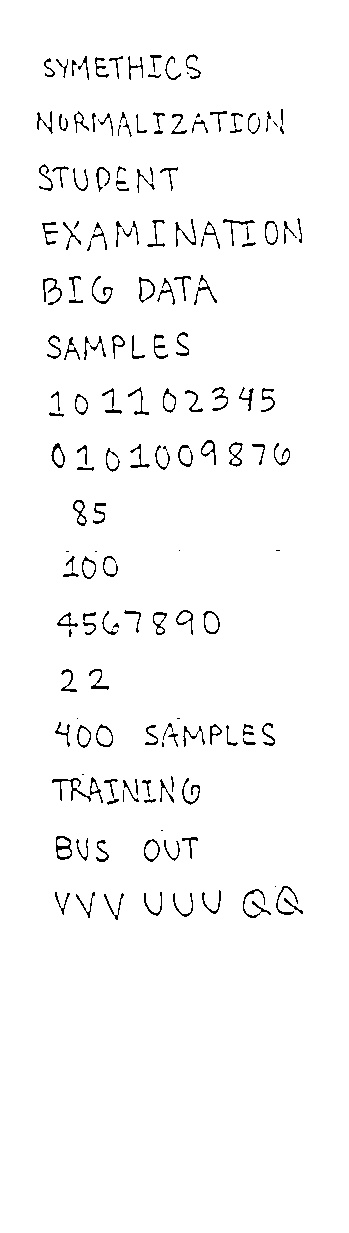 SYMETHICS
NORMALIZATION
STUDENT
EXAMINATION
BIG DATA
SAMPLES
101102345
0101009876
85
100
4567890
22
400 SAMPLES
TRAINING
BUS OUT
VVV UUU QQ